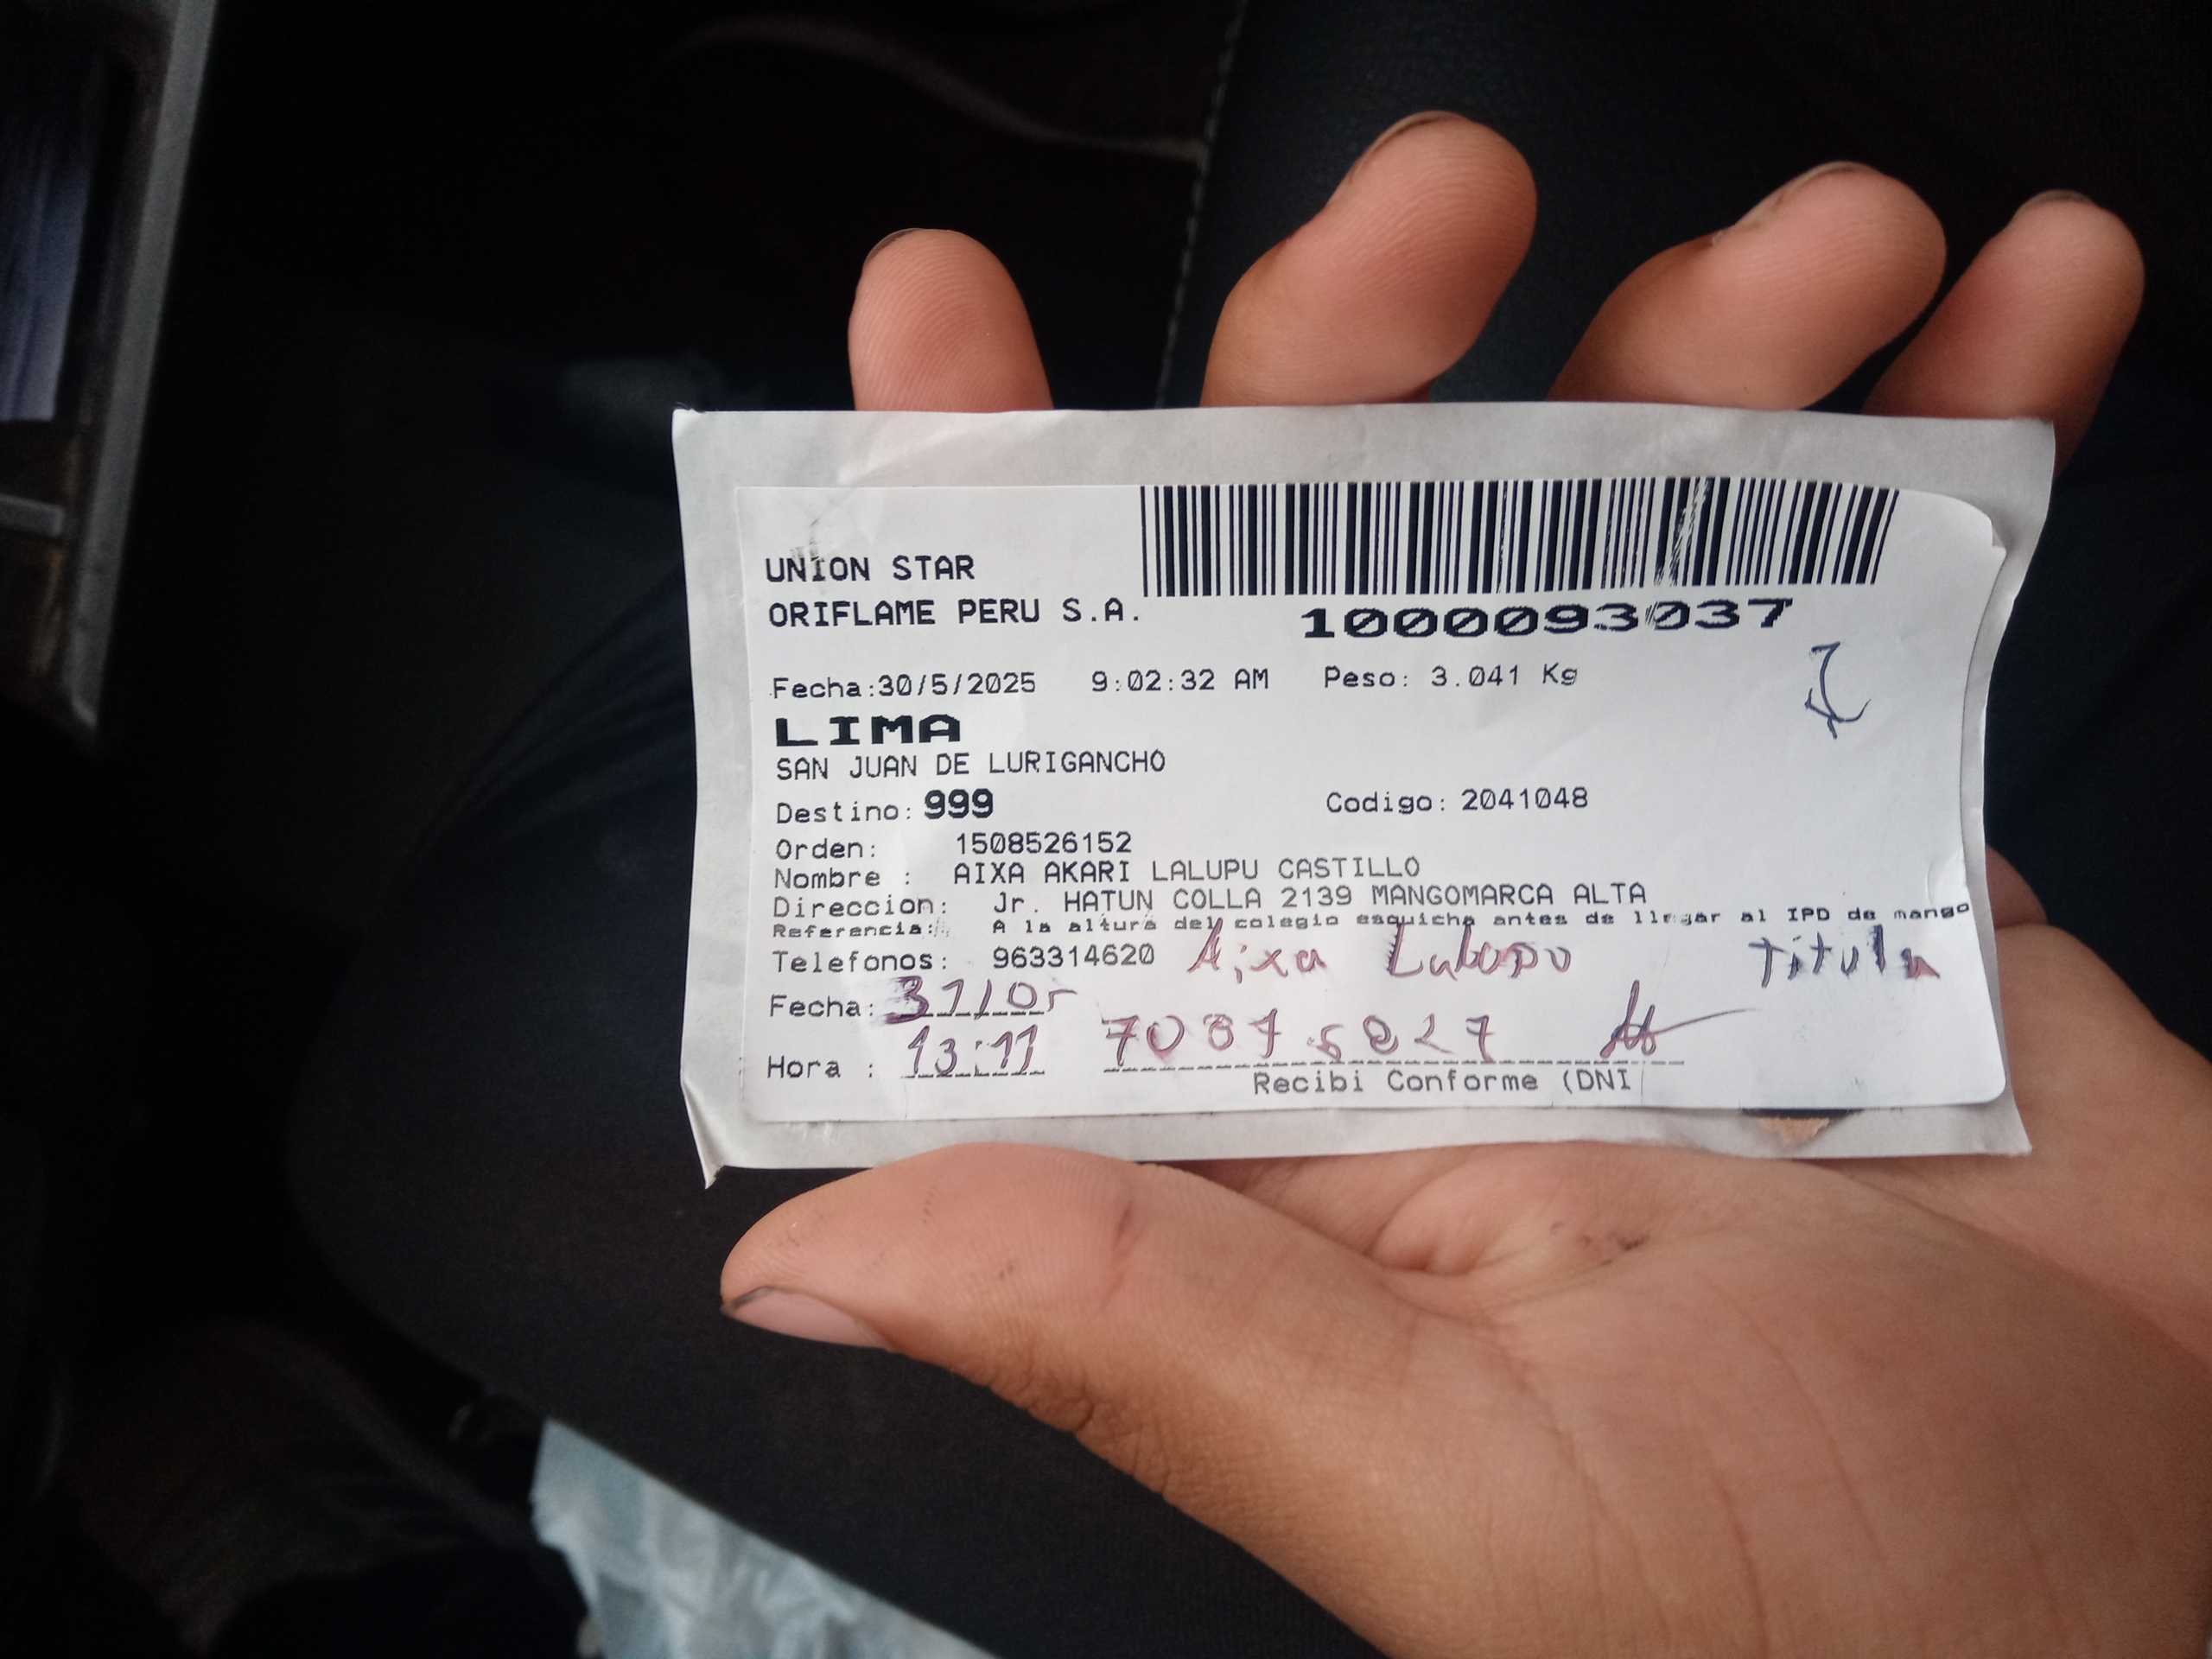 UNION STAR
ORIFLAME PERU S.A.
1000093037
Fecha:30/5/2025 9:02:32 AM Peso: 3.041 Kg
LIMA
SAN JUAN DE LURIGANCHO
Destino: 999 Codigo: 2041048
Orden: 1508526152
Nombre : AIXA AKARI LALUPU CASTILLO
Direccion: Jr. HATUN COLLA 2139 MANGOMARCA ALTA
Referencia: A la altura del colegio esquicha antes de llegar al IPD de mango
Telefonos: 963314620 Aixa Lalupu Titula
Fecha: 31/05
Hora : 13:11
Recibi Conforme (DNI